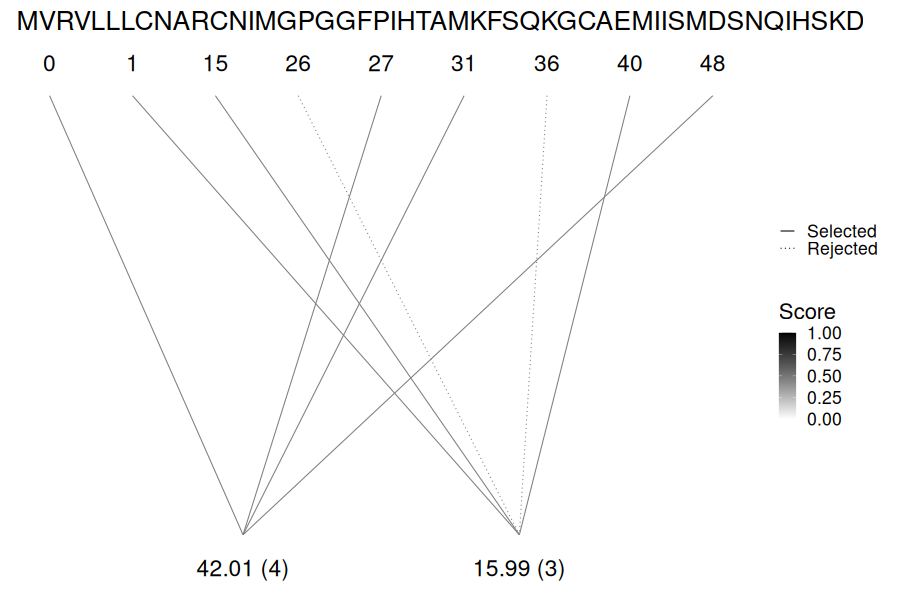 MVRVLLLCNARCNIMGPGGFPIHTAMKFSQKGCAEMIISMDSNQIHSKD
0 1 15 26 27 31 36 40 48
Selected
Rejected
Score
1.00
0.75
0.50
0.25
0.00
42.01 (4) 15.99 (3)